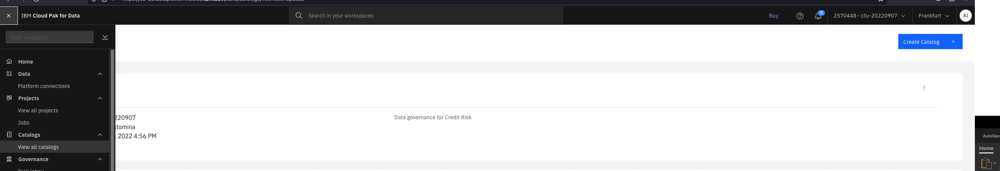 IBM Cloud Pak for Data
Search in your workspaces
Buy
9
2570448 - ctu-20220907
Frankfurt
AI
Filter navigation
Create Catalog +
Home
Data
Platform connections
Projects
View all projects
Jobs
Catalogs
View all catalogs
Governance
220907
Data governance for Credit Risk
stomina
, 2022 4:56 PM
AutoSav
Home